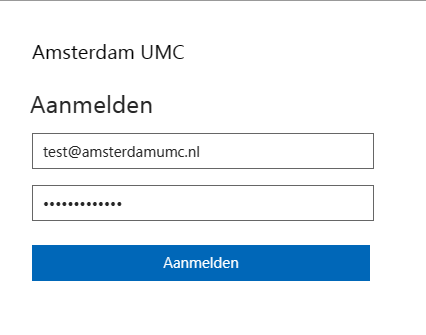 Amsterdam UMC
Aanmelden
test@amsterdamumc.nl
•••••••••••••
Aanmelden